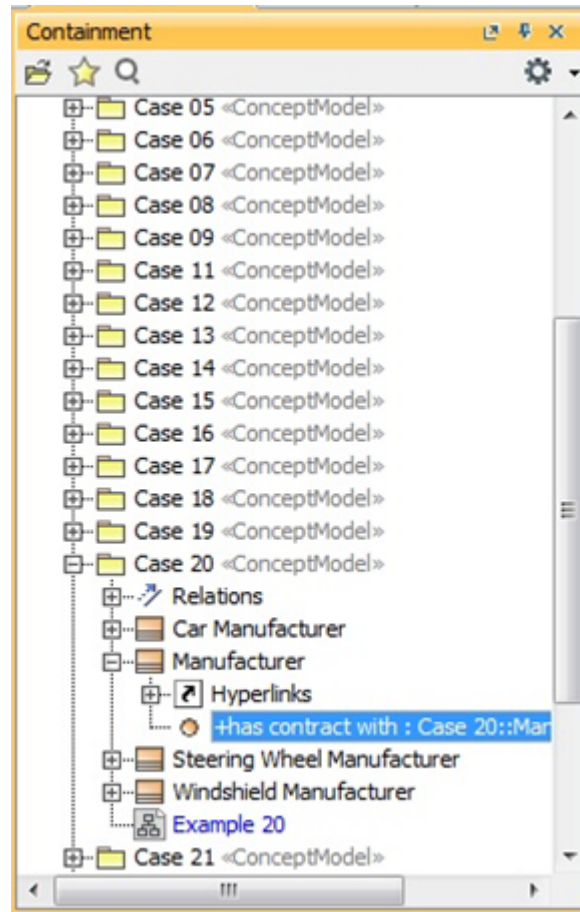 Containment
Case 05 «ConceptModel»
Case 06 «ConceptModel»
Case 07 «ConceptModel»
Case 08 «ConceptModel»
Case 09 «ConceptModel»
Case 11 «ConceptModel»
Case 12 «ConceptModel»
Case 13 «ConceptModel»
Case 14 «ConceptModel»
Case 15 «ConceptModel»
Case 16 «ConceptModel»
Case 17 «ConceptModel»
Case 18 «ConceptModel»
Case 19 «ConceptModel»
Case 20 «ConceptModel»
Relations
Car Manufacturer
Manufacturer
Hyperlinks
+has contract with : Case 20::Man
Steering Wheel Manufacturer
Windshield Manufacturer
Example 20
Case 21 «ConceptModel»